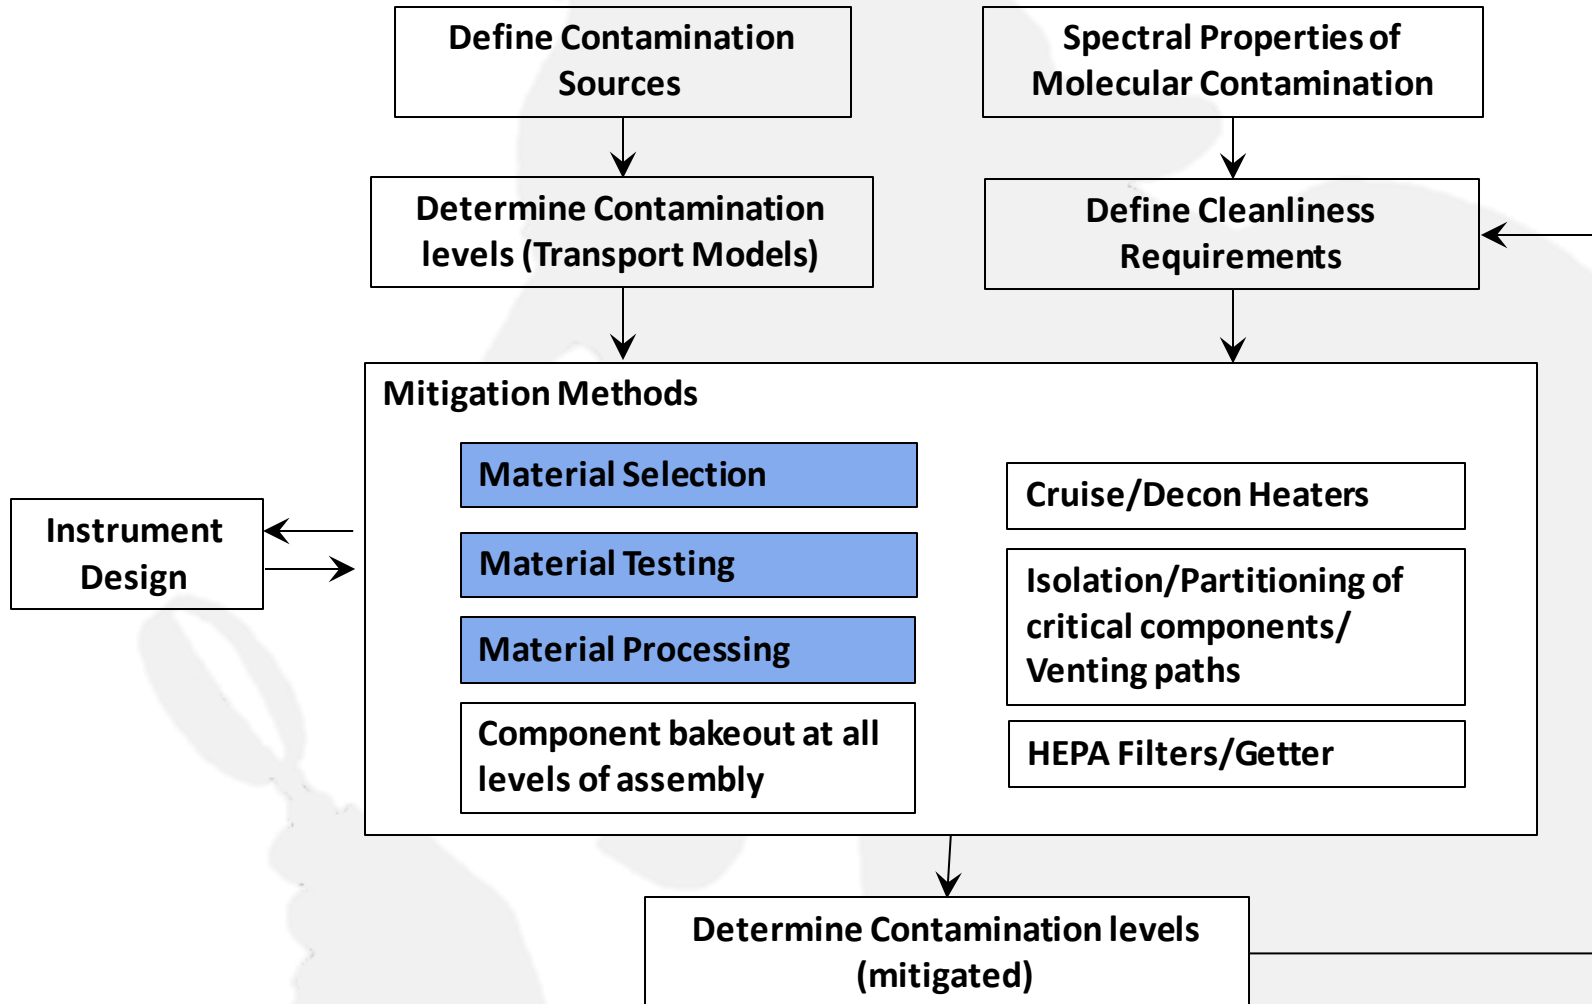 Define Contamination
Sources
Spectral Properties of
Molecular Contamination
Determine Contamination
levels (Transport Models)
Define Cleanliness
Requirements
Mitigation Methods
Material Selection
Material Testing
Material Processing
Component bakeout at all
levels of assembly
Cruise/Decon Heaters
Isolation/Partitioning of
critical components/
Venting paths
HEPA Filters/Getter
Instrument
Design
Determine Contamination levels
(mitigated)